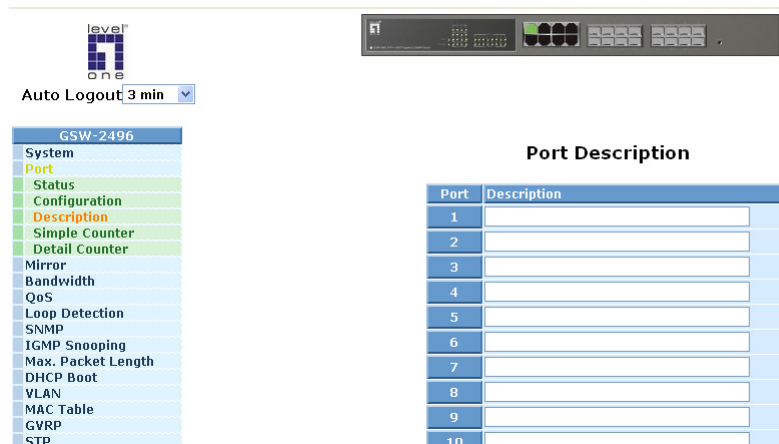 level
one
Auto Logout 3 min
GSW-2496
System
Port
Status
Configuration
Description
Simple Counter
Detail Counter
Mirror
Bandwidth
QoS
Loop Detection
SNMP
IGMP Snooping
Max. Packet Length
DHCP Boot
VLAN
MAC Table
GVRP
STP
Port Description
Port Description
1
2
3
4
5
6
7
8
9
10